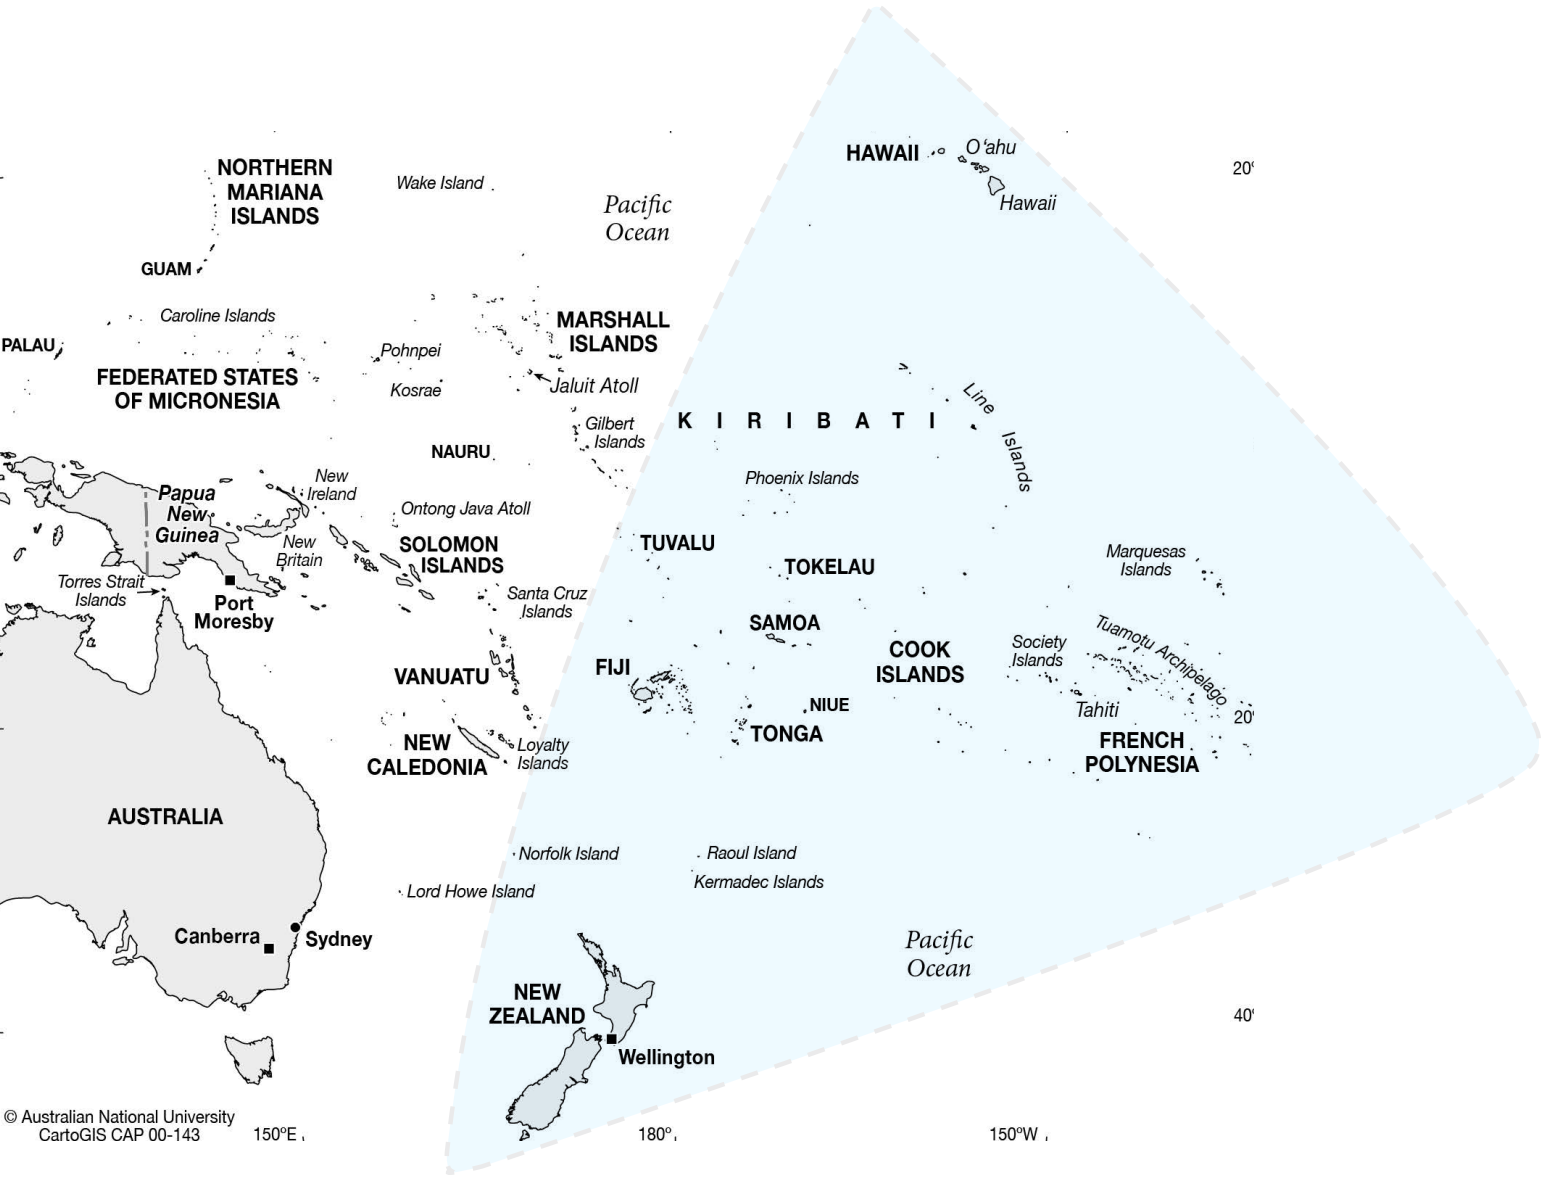 HAWAII
O'ahu
Hawaii
20°
NORTHERN
MARIANA
ISLANDS
Wake Island
Pacific
Ocean
GUAM
Caroline Islands
PALAU
FEDERATED STATES
OF MICRONESIA
Pohnpei
Kosrae
MARSHALL
ISLANDS
Jaluit Atoll
Gilbert
Islands
KIRIBATI
Line
Islands
NAURU
Phoenix Islands
New
Ireland
Papua
New
Guinea
Ontong Java Atoll
New
Britain
SOLOMON
ISLANDS
TUVALU
TOKELAU
Marquesas
Islands
Torres Strait
Islands
Port
Moresby
Santa Cruz
Islands
SAMOA
COOK
ISLANDS
Society
Islands
Tuamotu Archipelago
VANUATU
FIJI
NIUE
TONGA
Tahiti
20°
NEW
CALEDONIA
Loyalty
Islands
FRENCH
POLYNESIA
AUSTRALIA
Norfolk Island
Raoul Island
Kermadec Islands
Lord Howe Island
Canberra
Sydney
Pacific
Ocean
NEW
ZEALAND
Wellington
40°
© Australian National University
CartoGIS CAP 00-143
150°E
180°
150°W